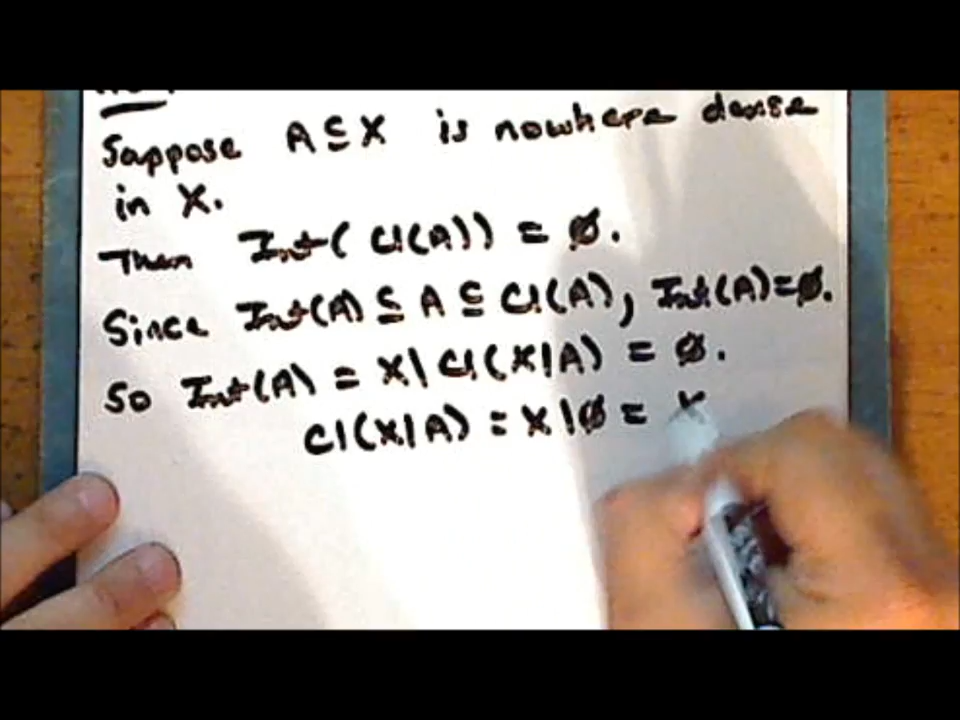 Suppose A ⊆ X is nowhere dense
in X.
Then Int(Cl(A)) = ∅.
Since Int(A) ⊆ A ⊆ Cl(A), Int(A)=∅.
So Int(A) = X\Cl(X\A) = ∅.
Cl(X\A) = X\∅ = X